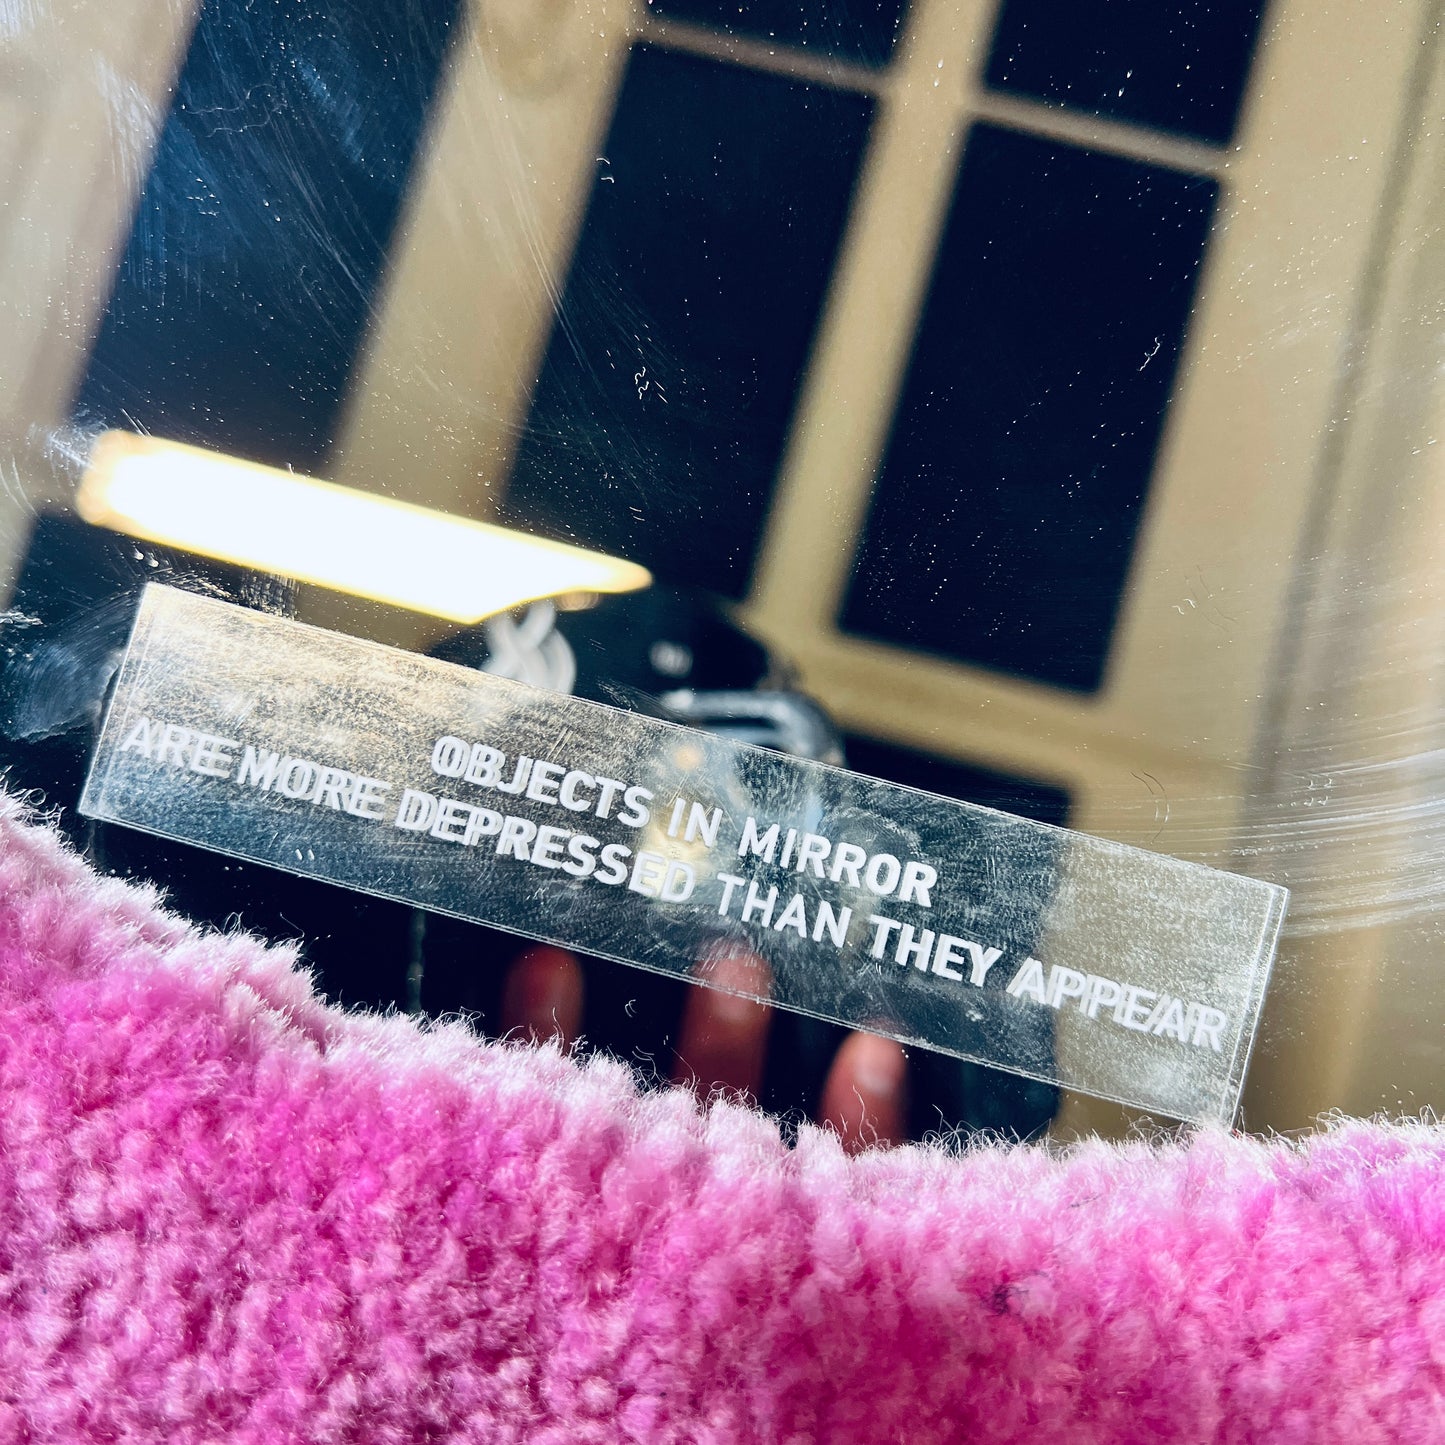 OBJECTS IN MIRROR
ARE MORE DEPRESSED THAN THEY APPEAR